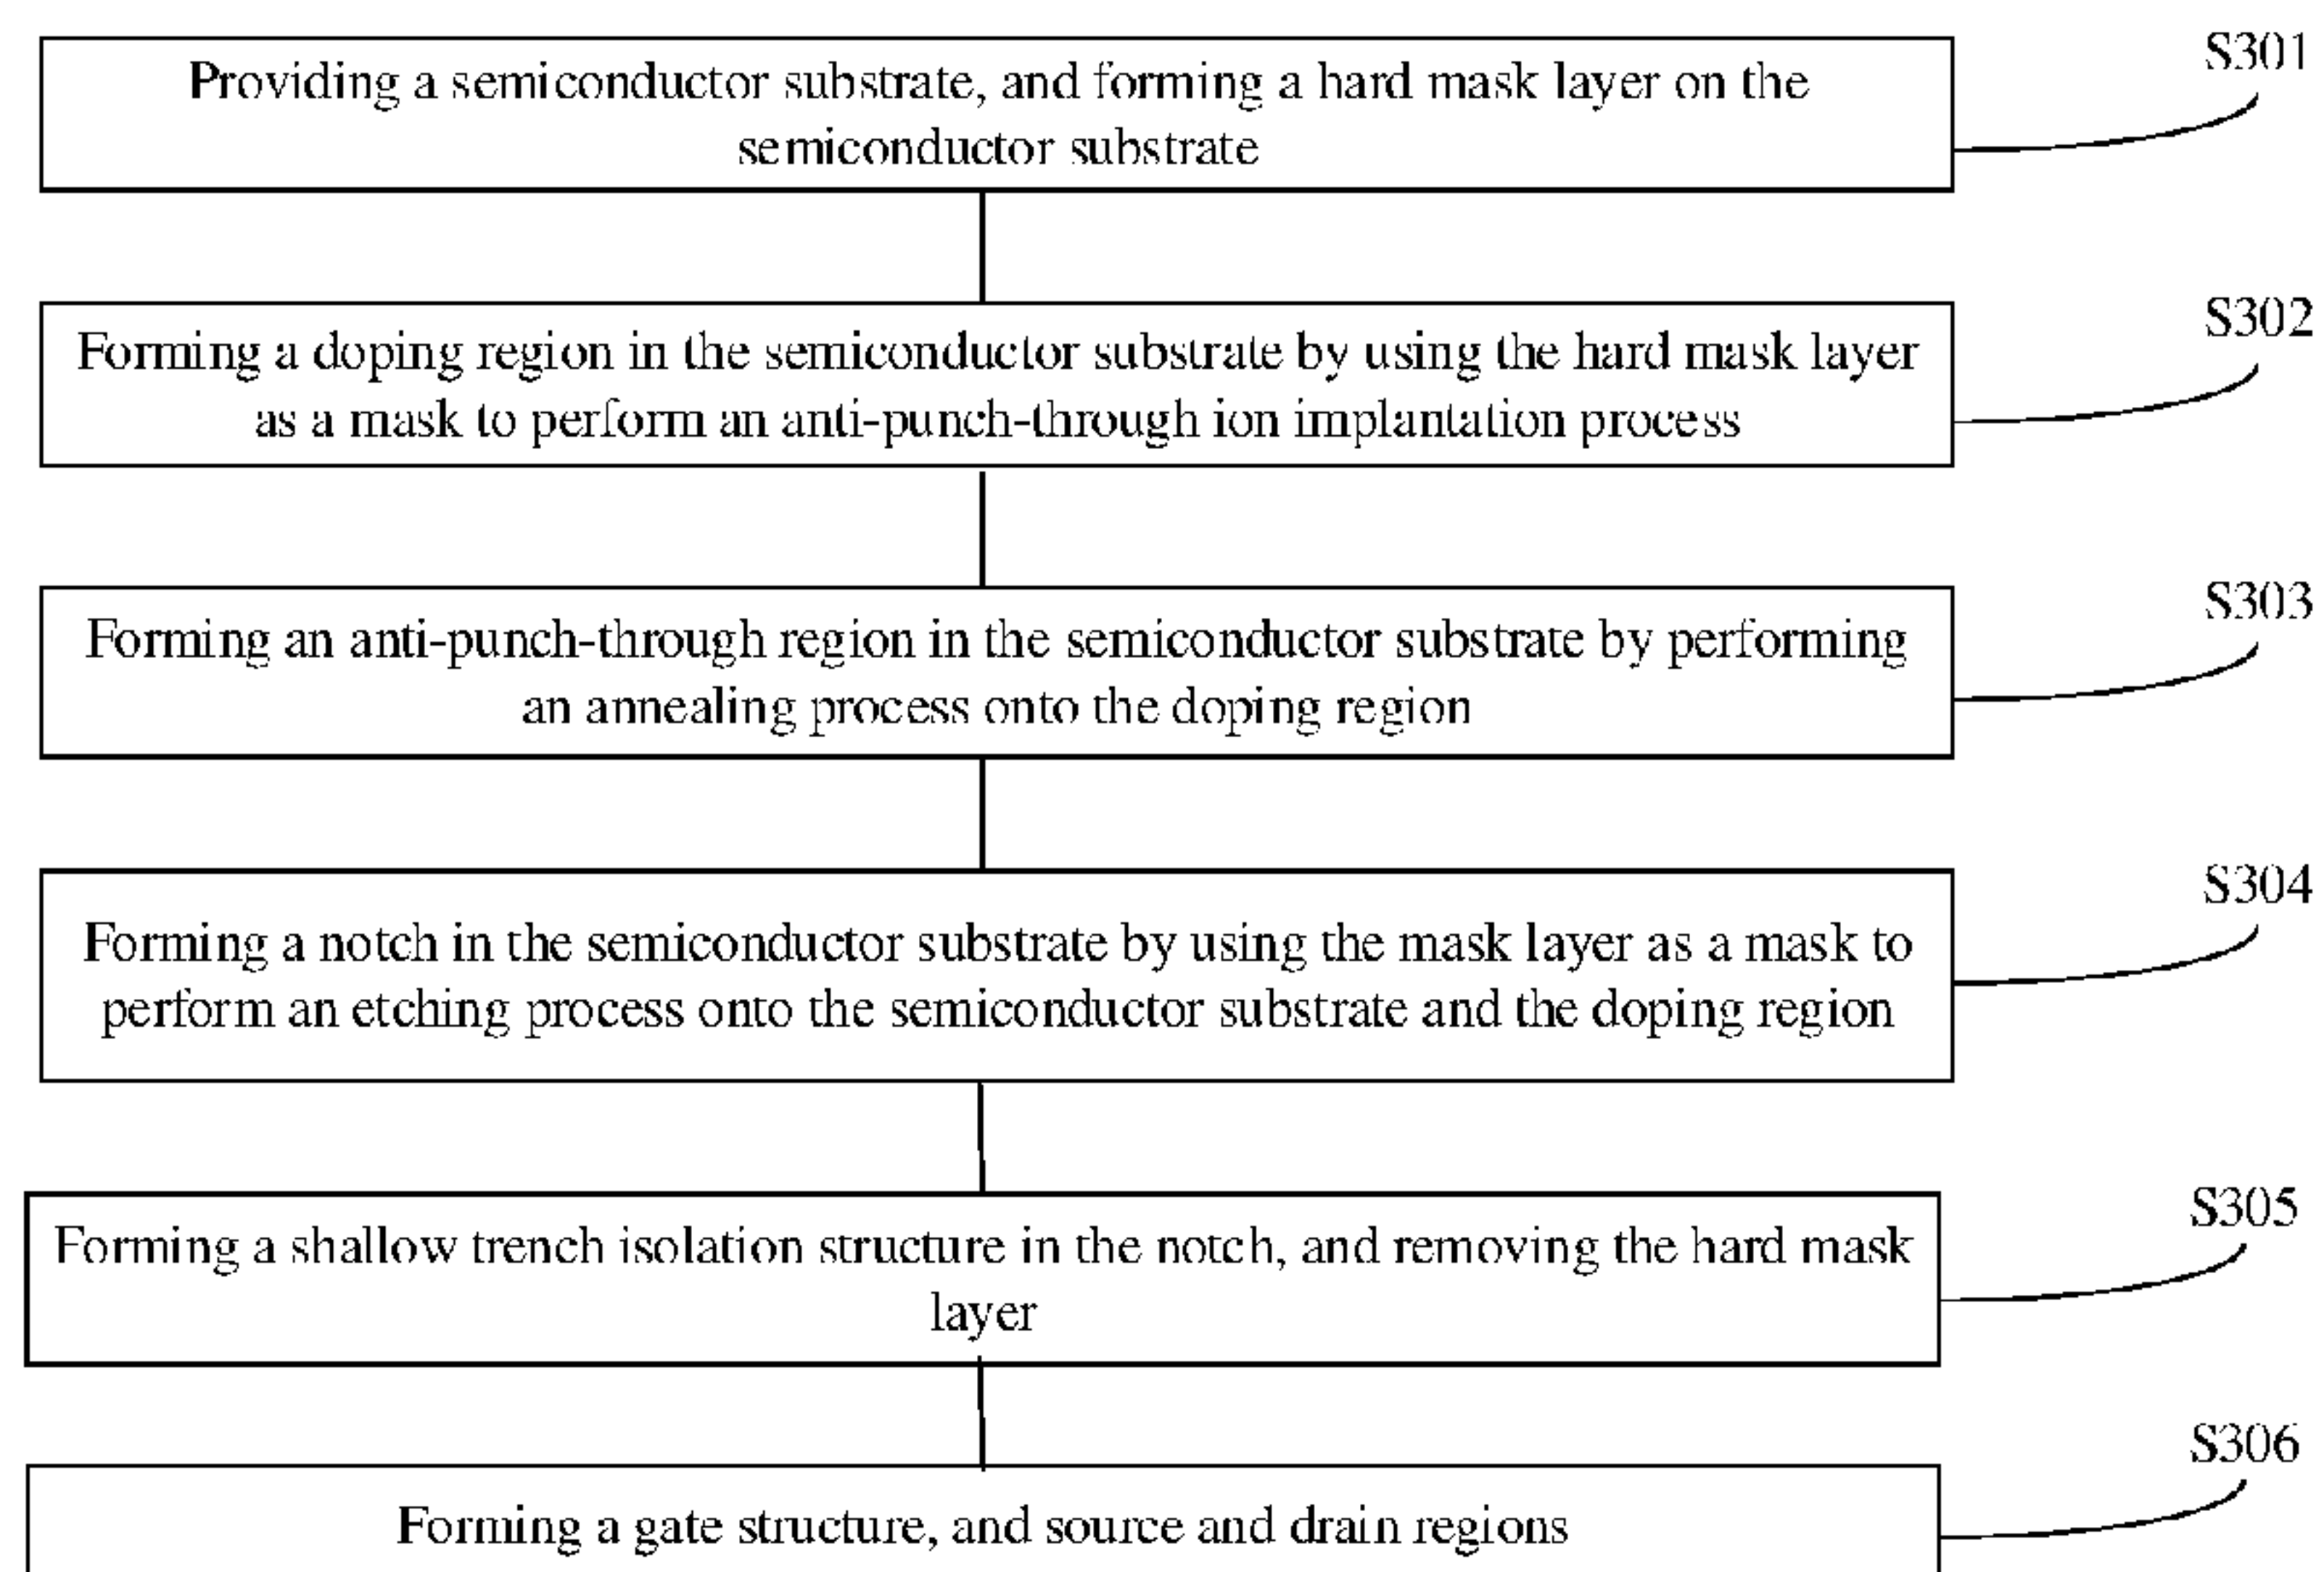 S301
Providing a semiconductor substrate, and forming a hard mask layer on the
semiconductor substrate
S302
Forming a doping region in the semiconductor substrate by using the hard mask layer
as a mask to perform an anti-punch-through ion implantation process
S303
Forming an anti-punch-through region in the semiconductor substrate by performing
an annealing process onto the doping region
S304
Forming a notch in the semiconductor substrate by using the mask layer as a mask to
perform an etching process onto the semiconductor substrate and the doping region
S305
Forming a shallow trench isolation structure in the notch, and removing the hard mask
layer
S306
Forming a gate structure, and source and drain regions